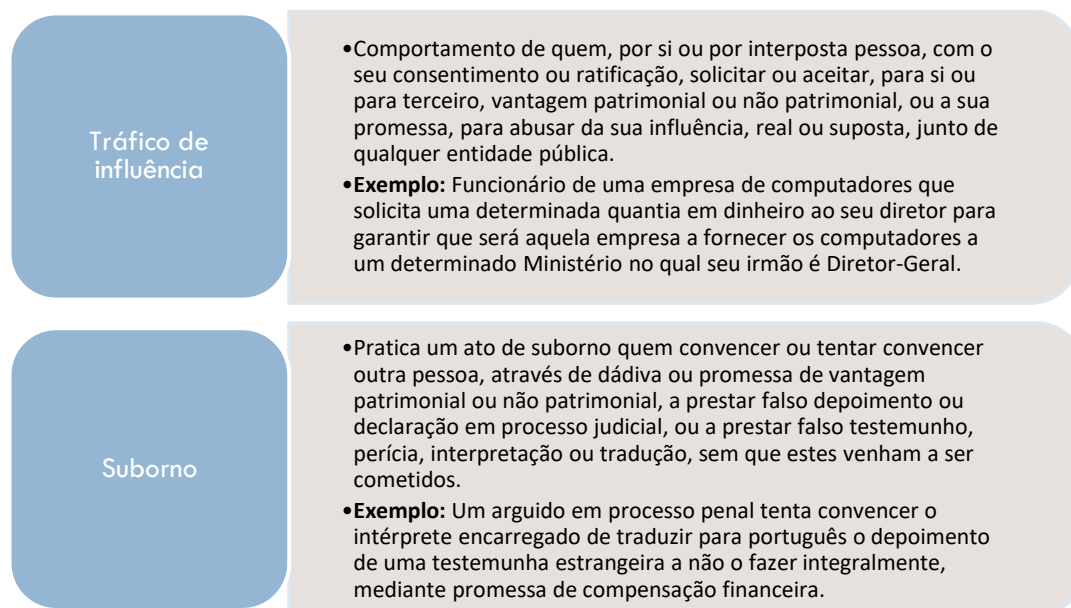 Tráfico de
influência
•Comportamento de quem, por si ou por interposta pessoa, com o
seu consentimento ou ratificação, solicitar ou aceitar, para si ou
para terceiro, vantagem patrimonial ou não patrimonial, ou a sua
promessa, para abusar da sua influência, real ou suposta, junto de
qualquer entidade pública.
•Exemplo: Funcionário de uma empresa de computadores que
solicita uma determinada quantia em dinheiro ao seu diretor para
garantir que será aquela empresa a fornecer os computadores a
um determinado Ministério no qual seu irmão é Diretor-Geral.
Suborno
•Pratica um ato de suborno quem convencer ou tentar convencer
outra pessoa, através de dádiva ou promessa de vantagem
patrimonial ou não patrimonial, a prestar falso depoimento ou
declaração em processo judicial, ou a prestar falso testemunho,
perícia, interpretação ou tradução, sem que estes venham a ser
cometidos.
•Exemplo: Um arguido em processo penal tenta convencer o
intérprete encarregado de traduzir para português o depoimento
de uma testemunha estrangeira a não o fazer integralmente,
mediante promessa de compensação financeira.